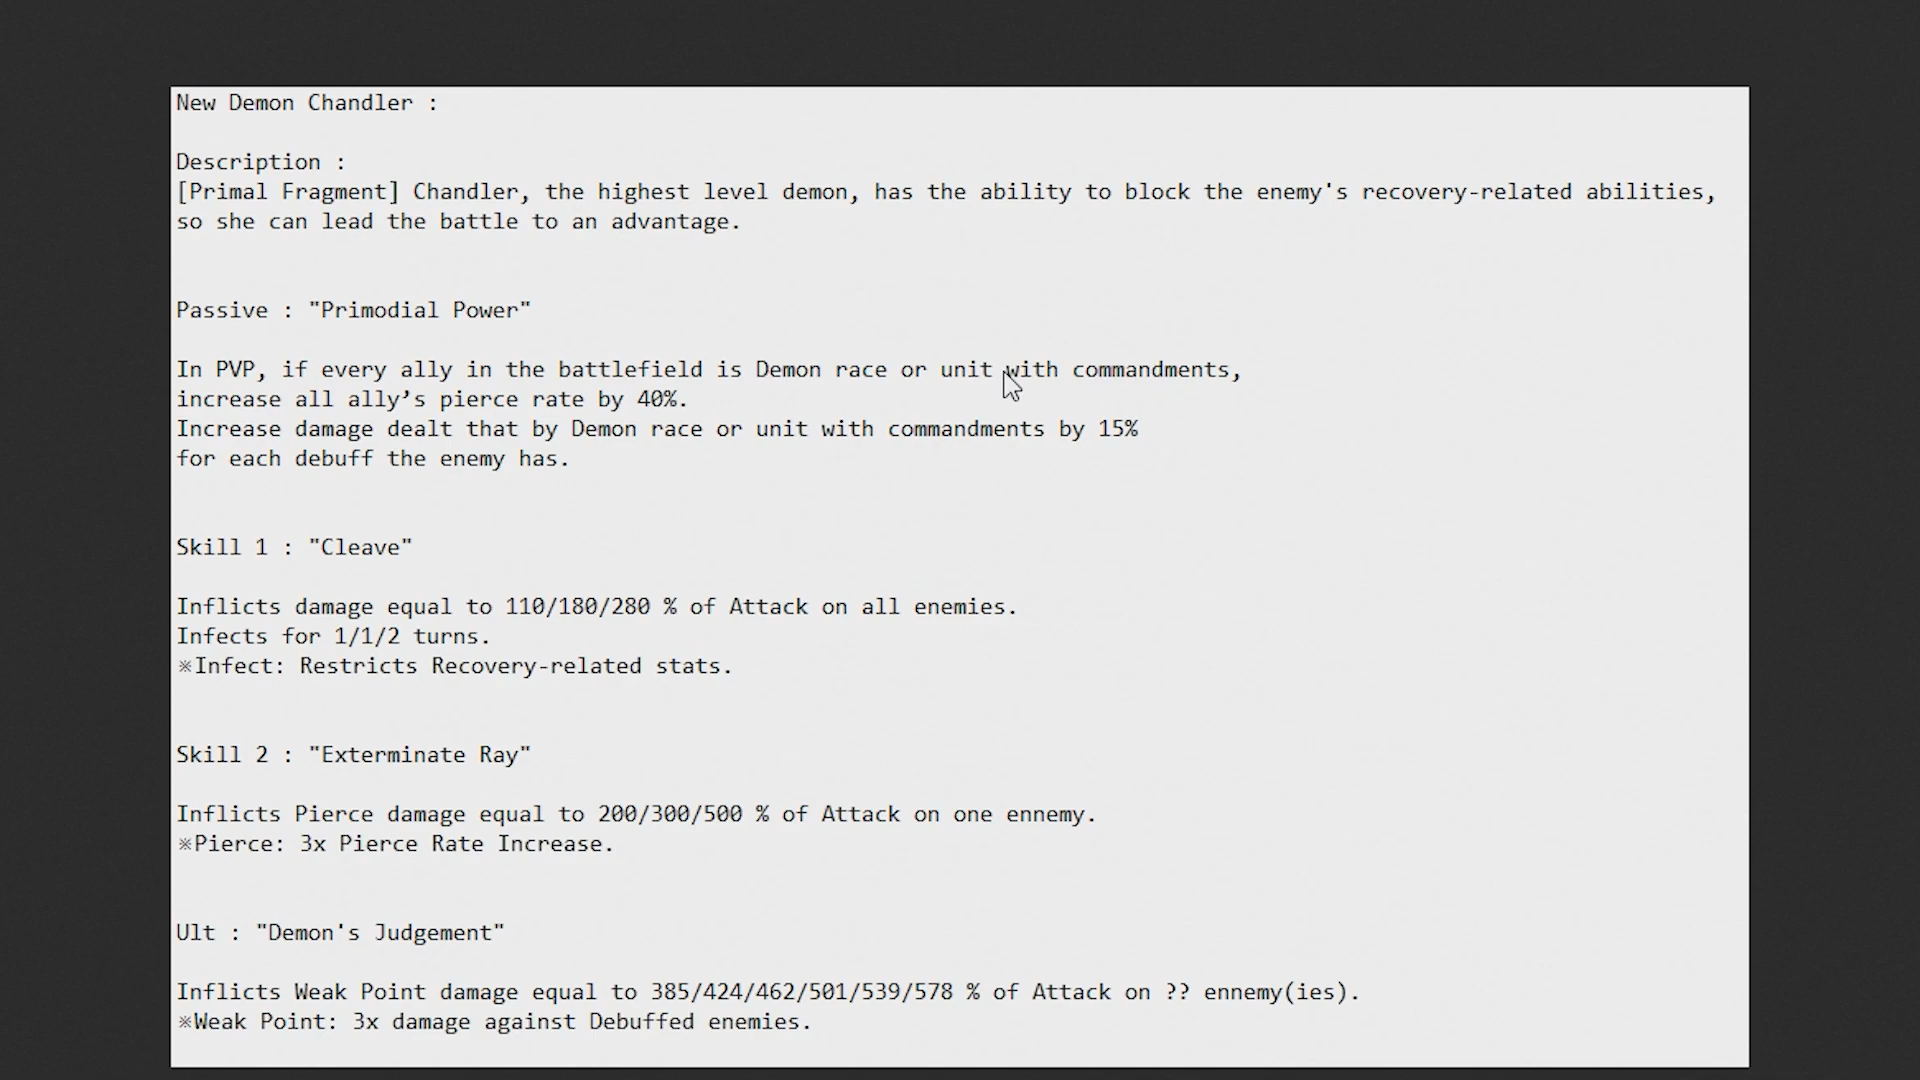 New Demon Chandler :
Description :
[Primal Fragment] Chandler, the highest level demon, has the ability to block the enemy's recovery-related abilities,
so she can lead the battle to an advantage.
Passive : "Primodial Power"
In PVP, if every ally in the battlefield is Demon race or unit with commandments,
increase all ally’s pierce rate by 40%.
Increase damage dealt that by Demon race or unit with commandments by 15%
for each debuff the enemy has.
Skill 1 : "Cleave"
Inflicts damage equal to 110/180/280 % of Attack on all enemies.
Infects for 1/1/2 turns.
※Infect: Restricts Recovery-related stats.
Skill 2 : "Exterminate Ray"
Inflicts Pierce damage equal to 200/300/500 % of Attack on one ennemy.
※Pierce: 3x Pierce Rate Increase.
Ult : "Demon's Judgement"
Inflicts Weak Point damage equal to 385/424/462/501/539/578 % of Attack on ?? ennemy(ies).
※Weak Point: 3x damage against Debuffed enemies.